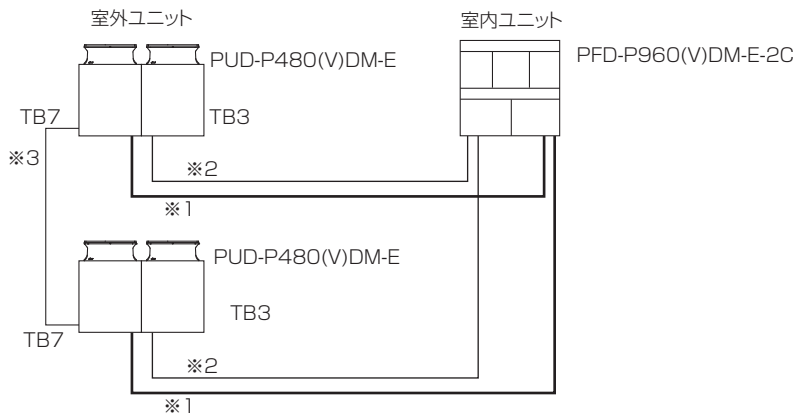 室外ユニット
室内ユニット
PUD-P480(V)DM-E
PFD-P960(V)DM-E-2C
TB7
TB3
※3
※2
※1
PUD-P480(V)DM-E
TB3
TB7
※2
※1